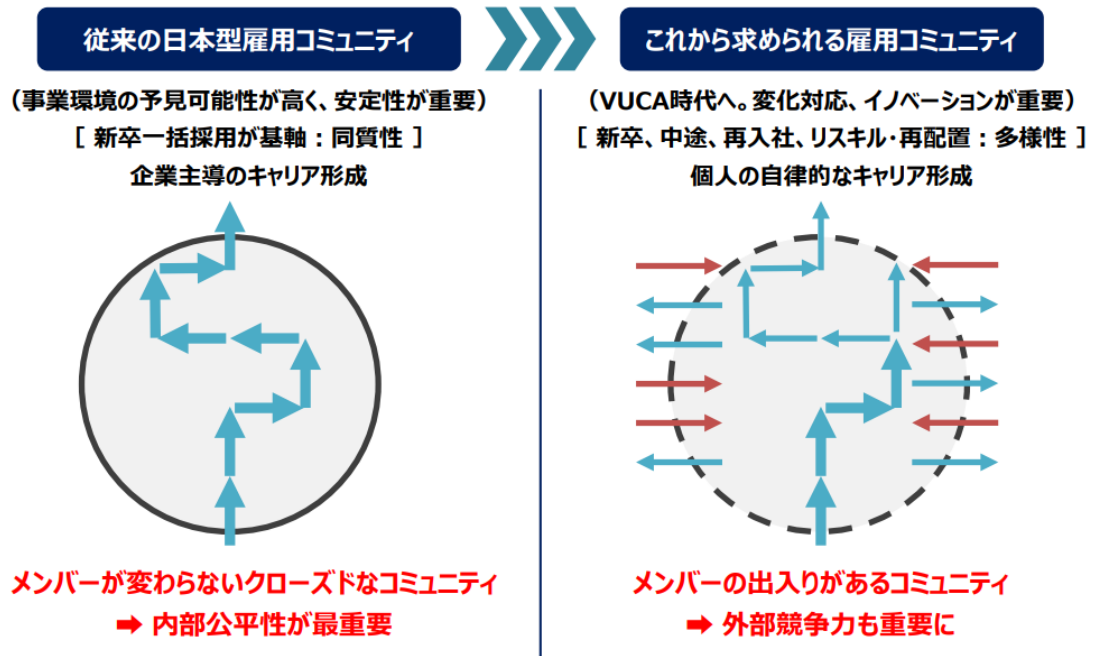 従来の日本型雇用コミュニティ
（事業環境の予見可能性が高く、安定性が重要）
［ 新卒一括採用が基軸：同質性 ］
企業主導のキャリア形成
メンバーが変わらないクローズドなコミュニティ
➡ 内部公平性が最重要
これから求められる雇用コミュニティ
（VUCA時代へ。変化対応、イノベーションが重要）
［ 新卒、中途、再入社、リスキル・再配置：多様性 ］
個人の自律的なキャリア形成
メンバーの出入りがあるコミュニティ
➡ 外部競争力も重要に